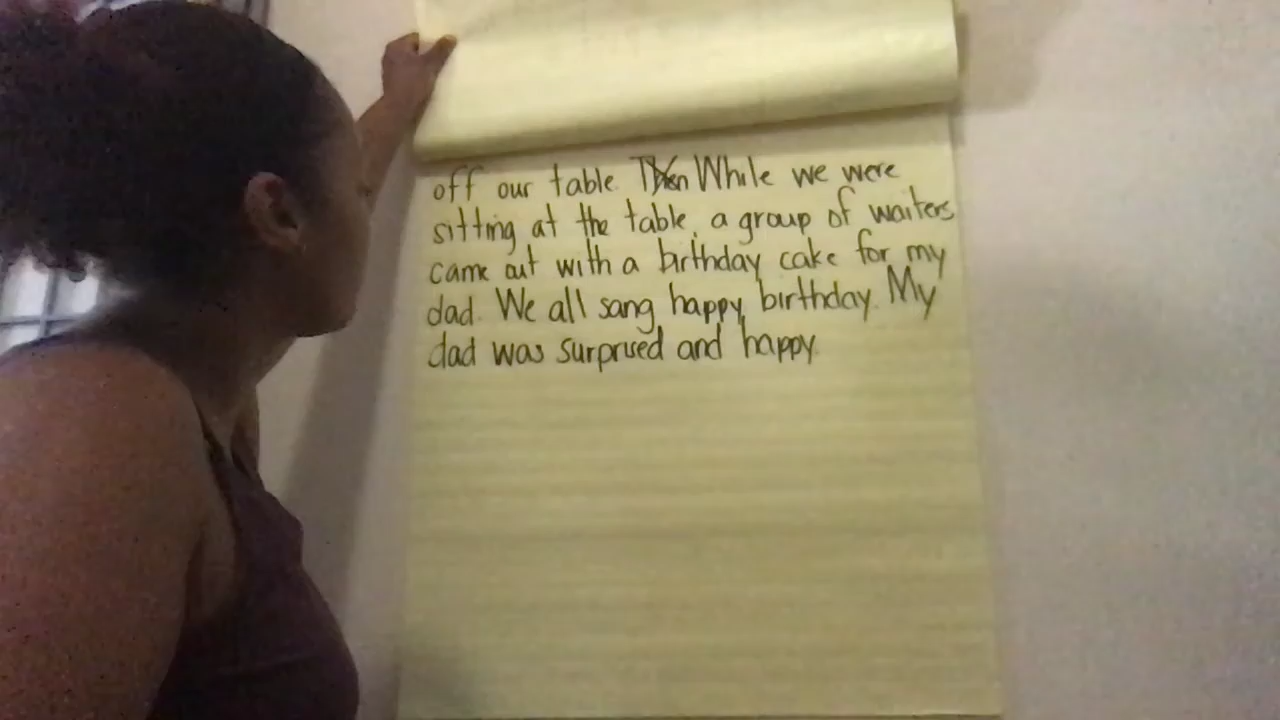 off our table. Then While we were
sitting at the table, a group of waiters
came out with a birthday cake for my
dad. We all sang happy birthday. My
dad was surprised and happy.